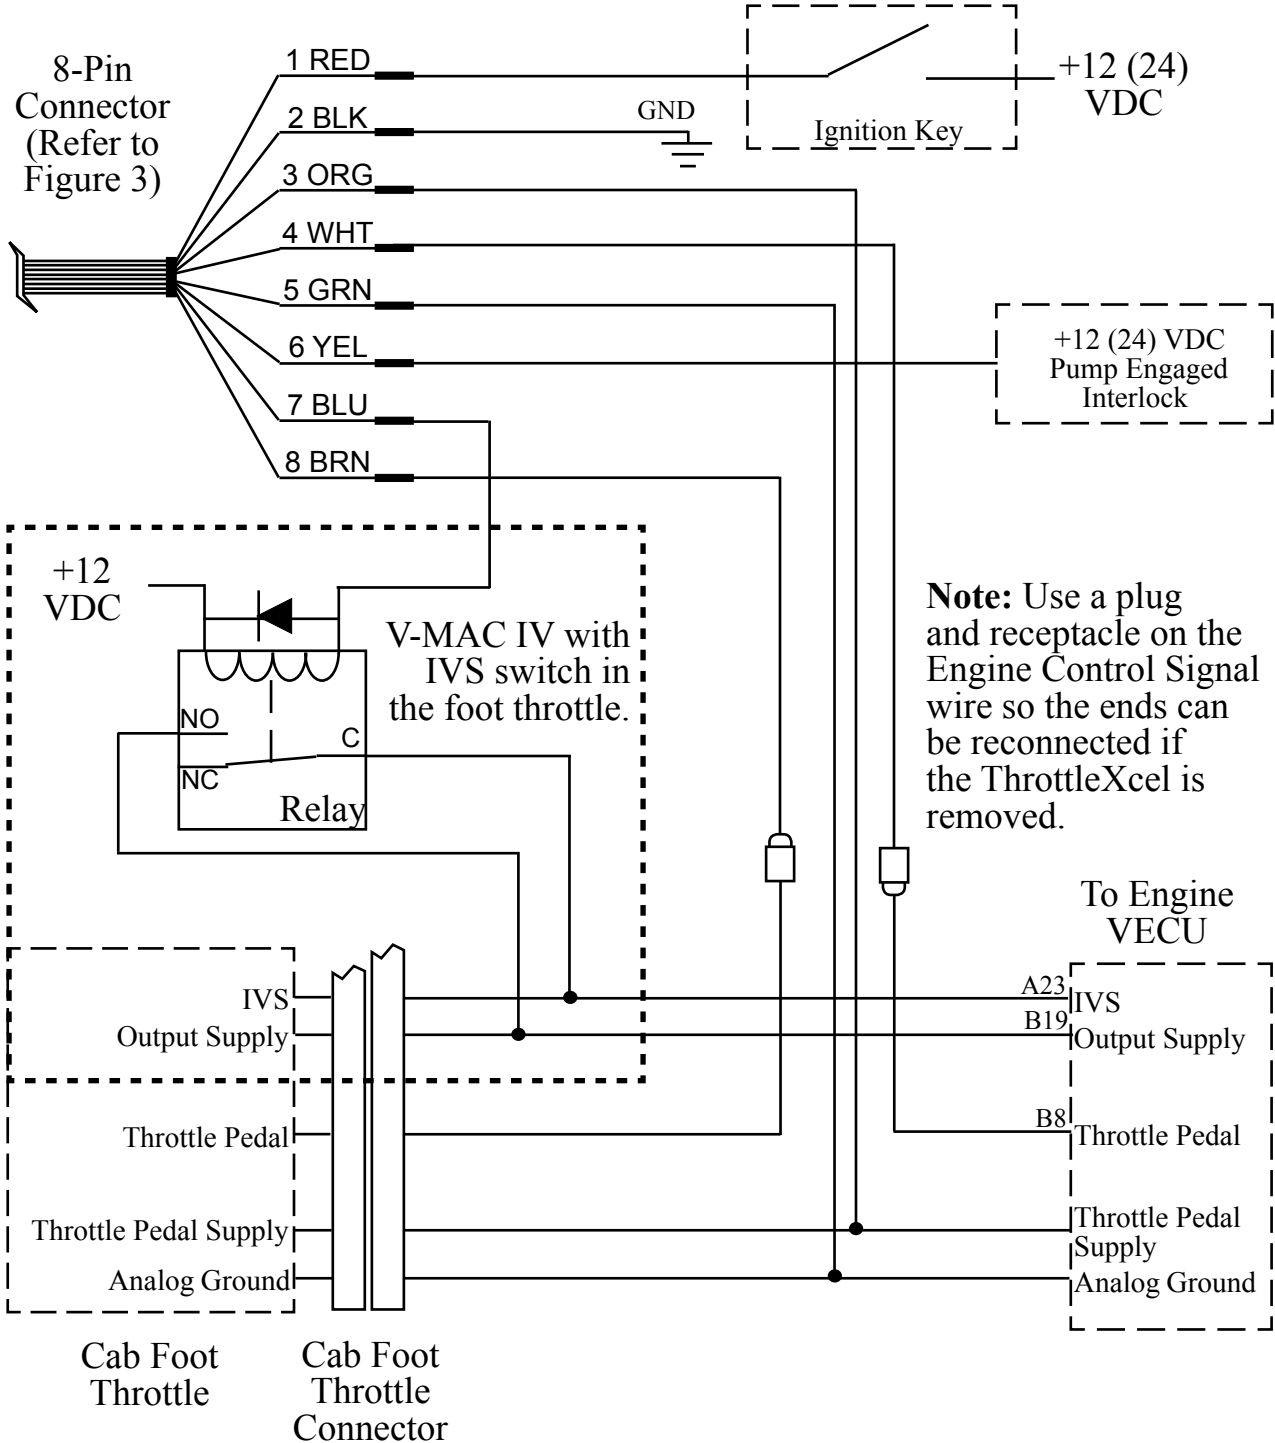 8-Pin
Connector
(Refer to
Figure 3)
1 RED
2 BLK
3 ORG
4 WHT
5 GRN
6 YEL
7 BLU
8 BRN
GND
Ignition Key
+12 (24)
VDC
+12 (24) VDC
Pump Engaged
Interlock
+12
VDC
V-MAC IV with
IVS switch in
the foot throttle.
NO
C
NC
Relay
Note: Use a plug
and receptacle on the
Engine Control Signal
wire so the ends can
be reconnected if
the ThrottleXcel is
removed.
To Engine
VECU
IVS
Output Supply
Throttle Pedal
Throttle Pedal Supply
Analog Ground
A23
IVS
B19
Output Supply
B8
Throttle Pedal
Throttle Pedal
Supply
Analog Ground
Cab Foot
Throttle
Cab Foot
Throttle
Connector